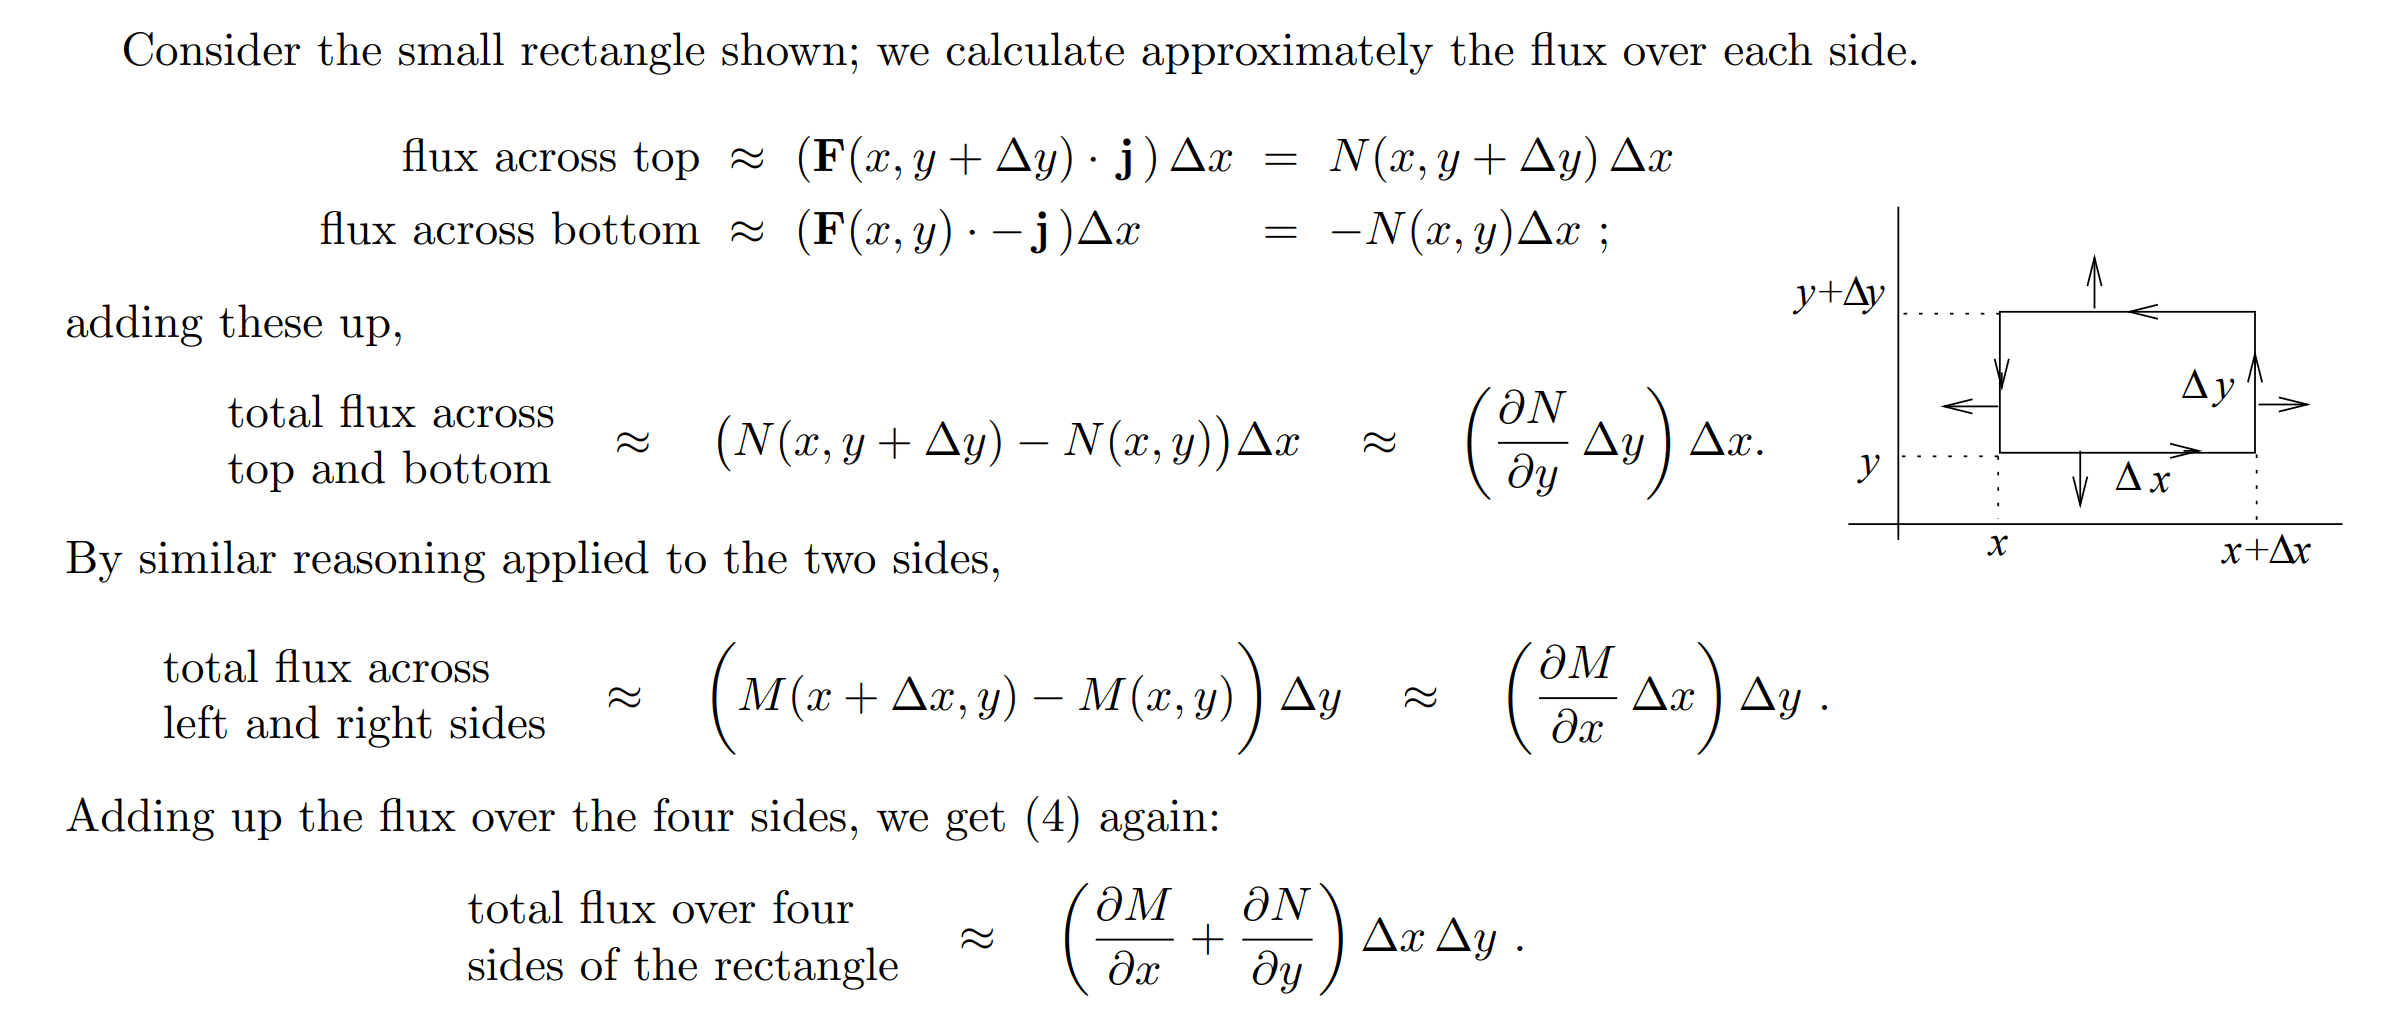 Consider the small rectangle shown; we calculate approximately the flux over each side.
flux across top ≈ (F(x, y + Δy) · j ) Δx = N(x, y + Δy) Δx
flux across bottom ≈ (F(x, y) · − j )Δx = −N(x, y)Δx ;
adding these up,
total flux across
top and bottom ≈ (N(x, y + Δy) − N(x, y))Δx ≈ (∂N/∂y Δy) Δx.
By similar reasoning applied to the two sides,
total flux across
left and right sides ≈ (M(x + Δx, y) − M(x, y)) Δy ≈ (∂M/∂x Δx) Δy .
Adding up the flux over the four sides, we get (4) again:
total flux over four
sides of the rectangle ≈ (∂M/∂x + ∂N/∂y) Δx Δy .
y+Δy
Δy
y
Δx
x
x+Δx